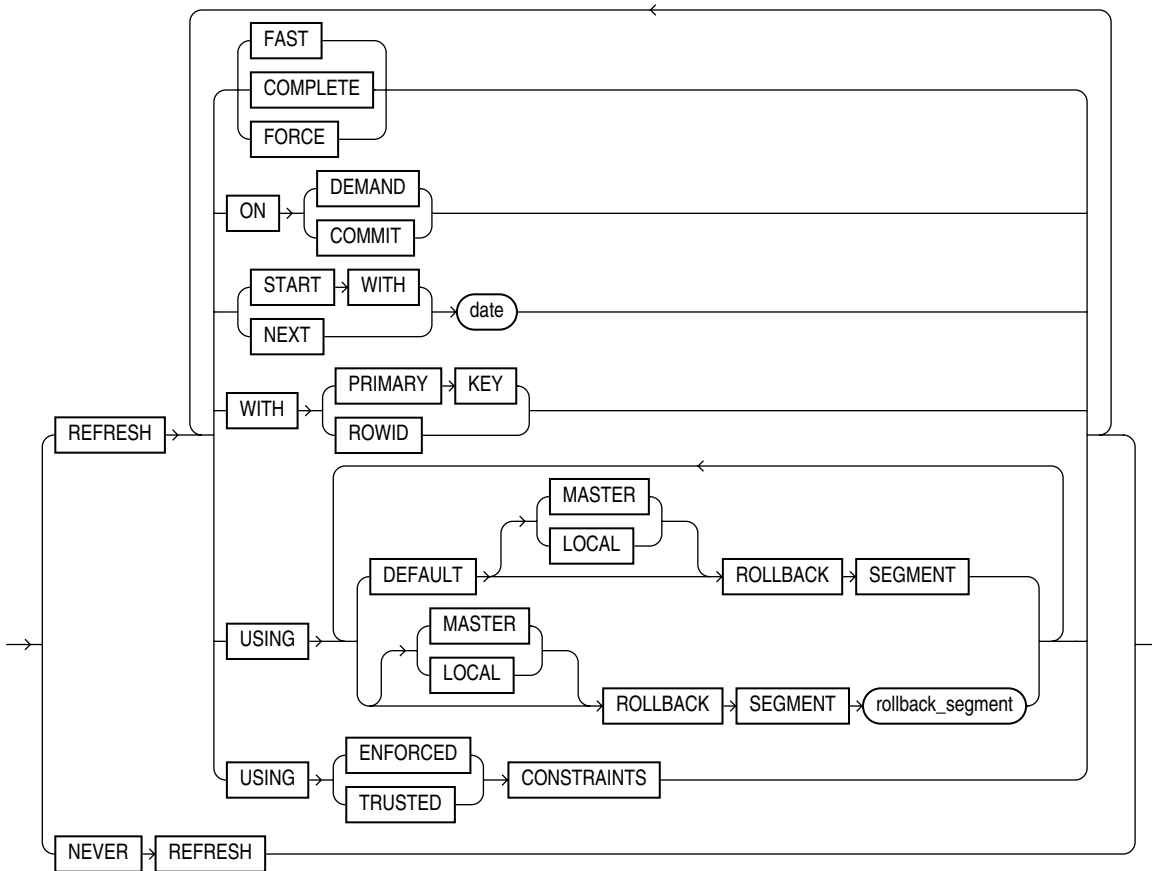 FAST
COMPLETE
FORCE
ON
DEMAND
COMMIT
START WITH
NEXT
date
WITH
PRIMARY KEY
ROWID
REFRESH
MASTER
LOCAL
DEFAULT
ROLLBACK SEGMENT
USING
MASTER
LOCAL
ROLLBACK SEGMENT rollback_segment
USING
ENFORCED
TRUSTED
CONSTRAINTS
NEVER REFRESH